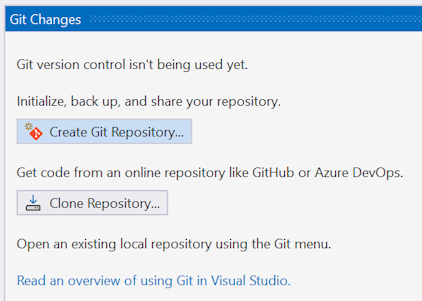 Git Changes
Git version control isn't being used yet.
Initialize, back up, and share your repository.
Create Git Repository...
Get code from an online repository like GitHub or Azure DevOps.
Clone Repository...
Open an existing local repository using the Git menu.
Read an overview of using Git in Visual Studio.